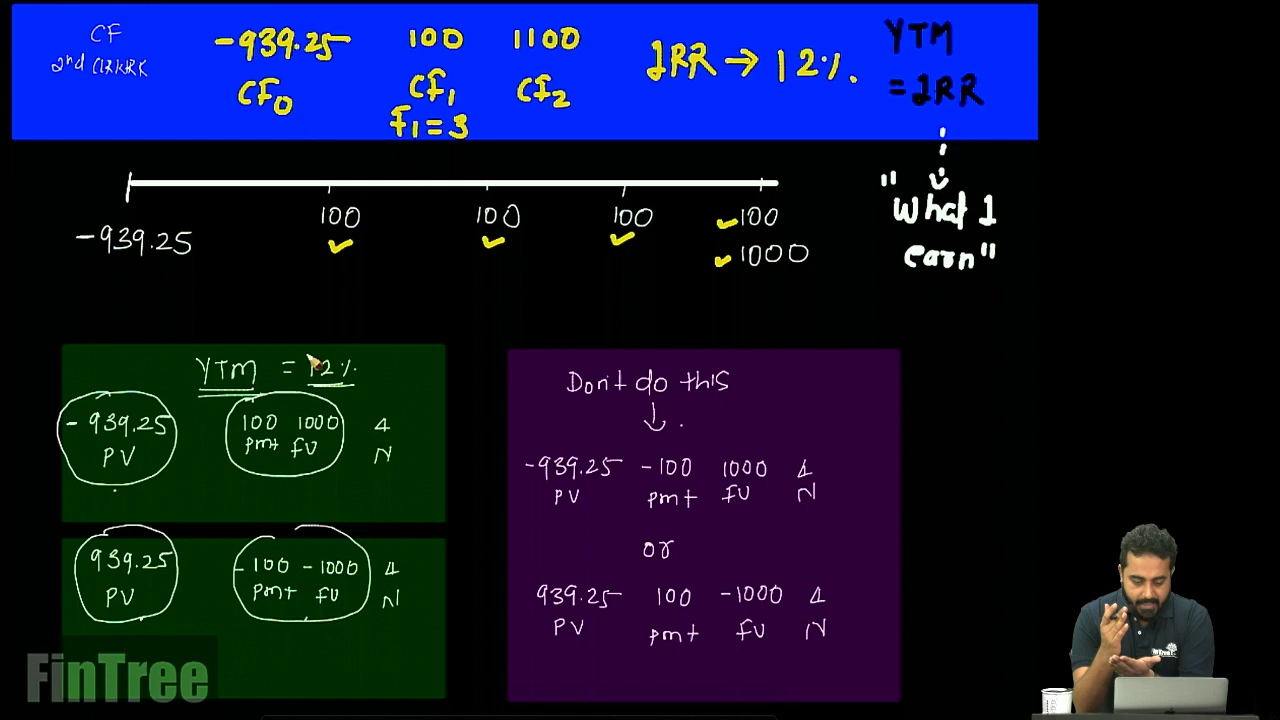 CF
2nd CLR WRK
-939.25 100 1100
CF0 CF1 CF2
F1 = 3
IRR → 12%.
YTM
= IRR
"What I
earn"
100 100 100 100
-939.25
1000
YTM = 12%
-939.25 100 1000 4
PV pmt FV N
939.25 -100 -1000 4
PV pmt FV N
Don't do this
↓.
-939.25 -100 1000 4
PV pmt FV N
or
939.25 100 -1000 4
PV pmt FV N
FinTree